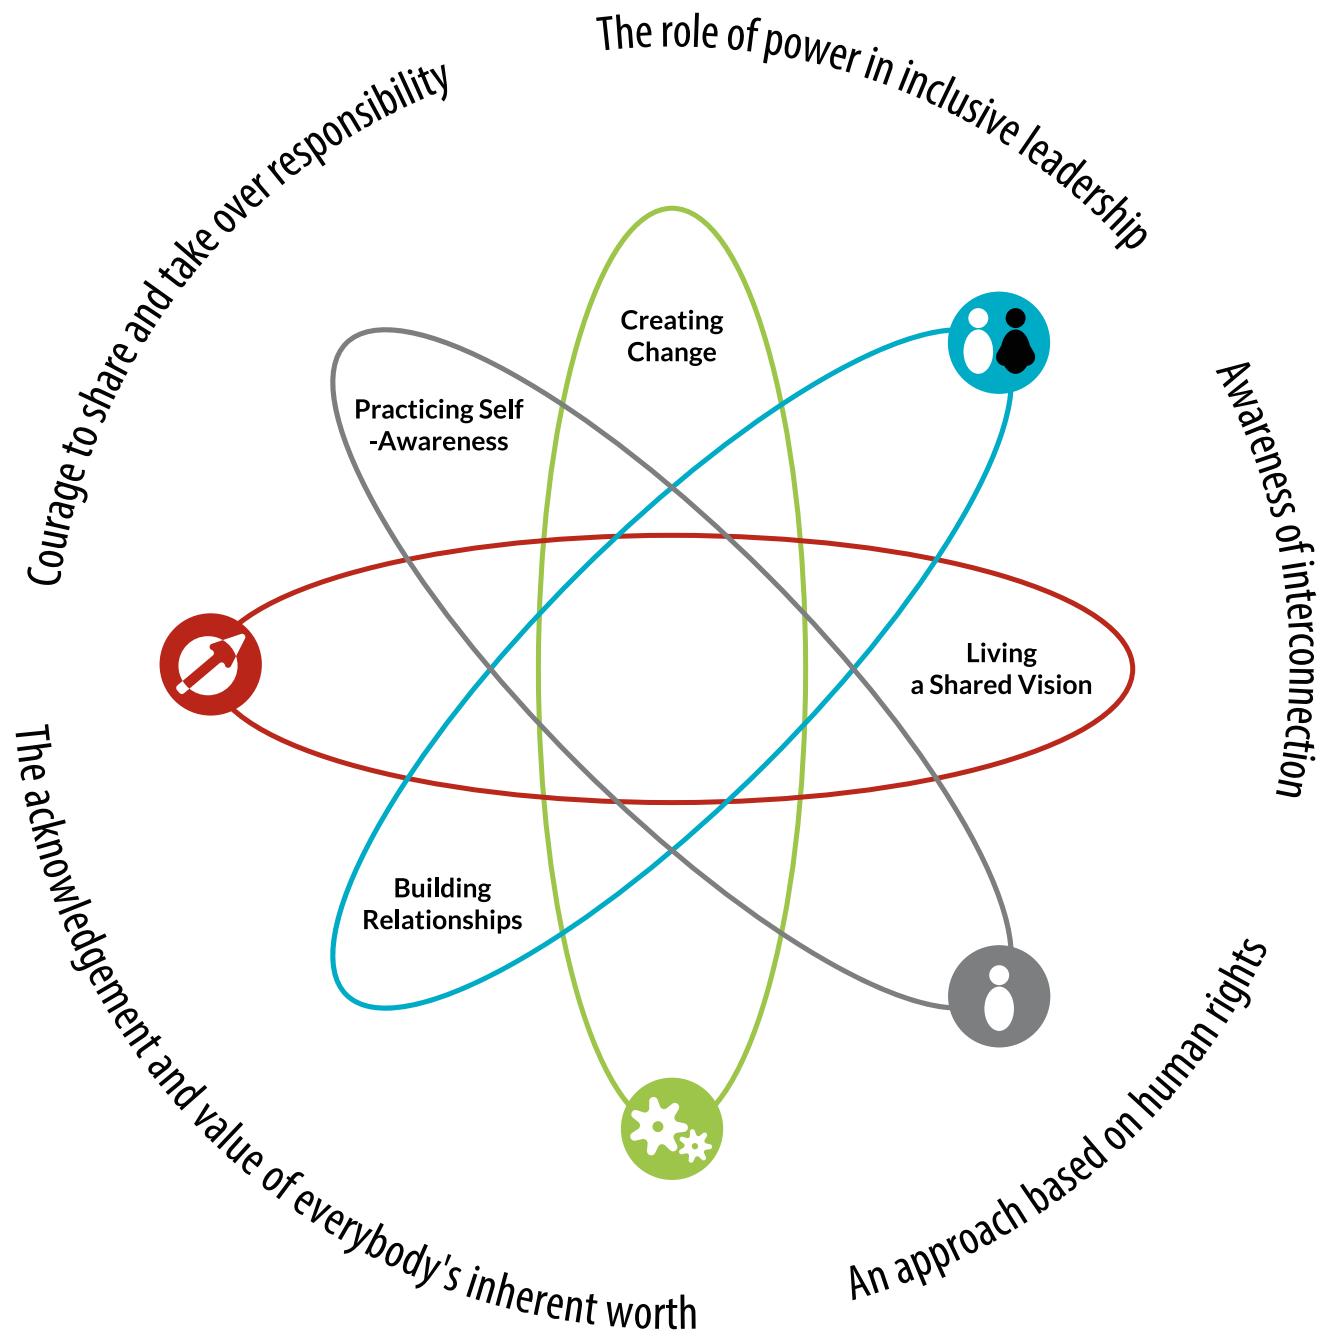 The role of power in inclusive leadership
Courage to share and take over responsibility
Creating
Change
Practicing Self
-Awareness
Awareness of interconnection
Living
a Shared Vision
The acknowledgement and value of everybody's inherent worth
Building
Relationships
An approach based on human rights